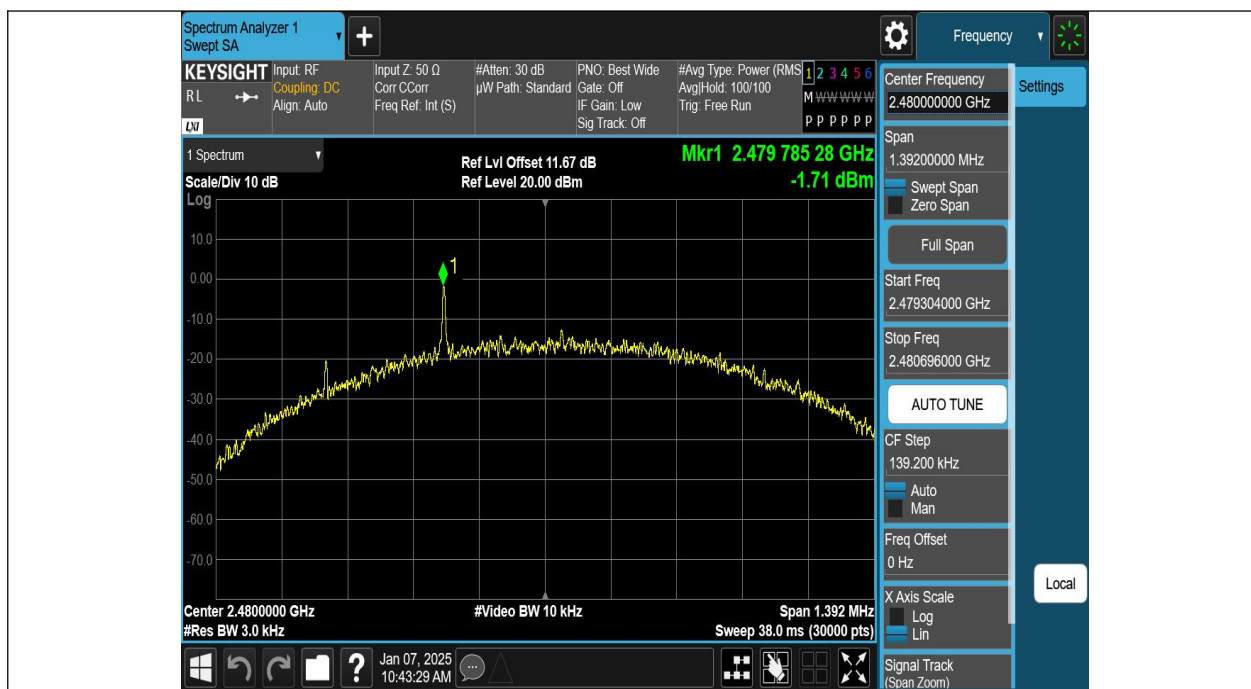 Spectrum Analyzer 1
Swept SA
+
Frequency
KEYSIGHT
RL
LXI
Input: RF
Coupling: DC
Align: Auto
Input Z: 50 Ω
Corr CCorr
Freq Ref: Int (S)
#Atten: 30 dB
µW Path: Standard
PNO: Best Wide
Gate: Off
IF Gain: Low
Sig Track: Off
#Avg Type: Power (RMS
Avg|Hold: 100/100
Trig: Free Run
1 2 3 4 5 6
M W W W W W
P P P P P P
1 Spectrum
Scale/Div 10 dB
Log
Ref Lvl Offset 11.67 dB
Ref Level 20.00 dBm
Mkr1 2.479 785 28 GHz
-1.71 dBm
1
10.0
0.00
-10.0
-20.0
-30.0
-40.0
-50.0
-60.0
-70.0
Center 2.4800000 GHz
#Res BW 3.0 kHz
#Video BW 10 kHz
Span 1.392 MHz
Sweep 38.0 ms (30000 pts)
?
Jan 07, 2025
10:43:29 AM
Center Frequency
2.480000000 GHz
Settings
Span
1.39200000 MHz
Swept Span
Zero Span
Full Span
Start Freq
2.479304000 GHz
Stop Freq
2.480696000 GHz
AUTO TUNE
CF Step
139.200 kHz
Auto
Man
Freq Offset
0 Hz
X Axis Scale
Log
Lin
Local
Signal Track
(Span Zoom)